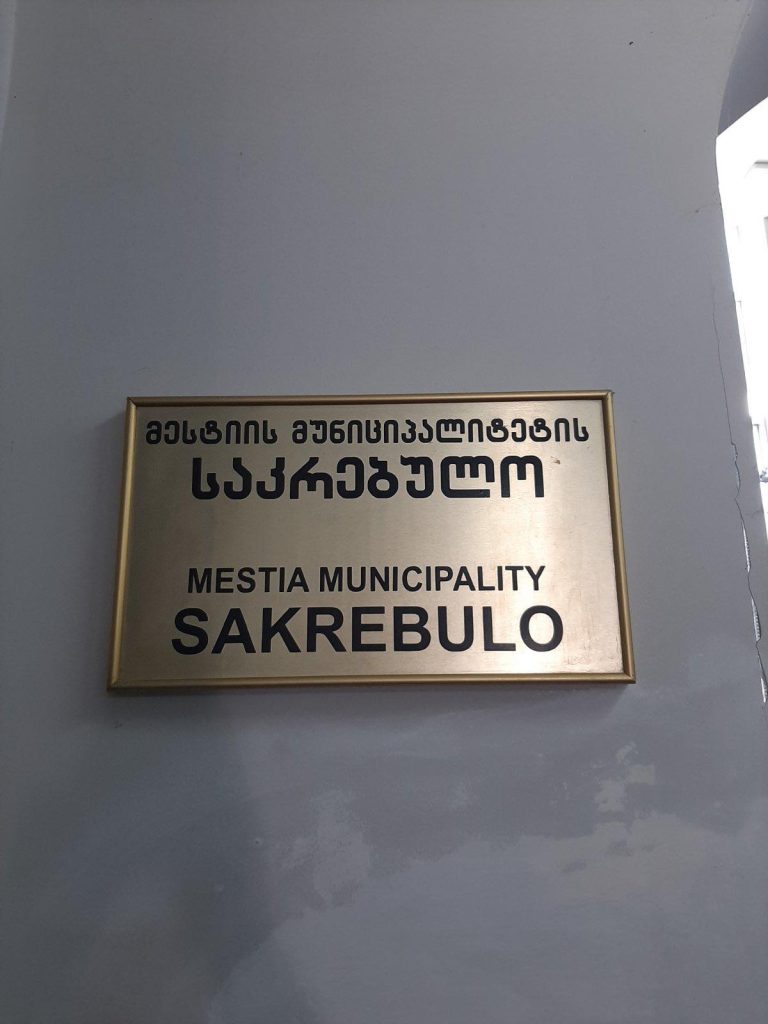 მესტიის მუნიციპალიტეტის
საკრებულო
MESTIA MUNICIPALITY
SAKREBULO